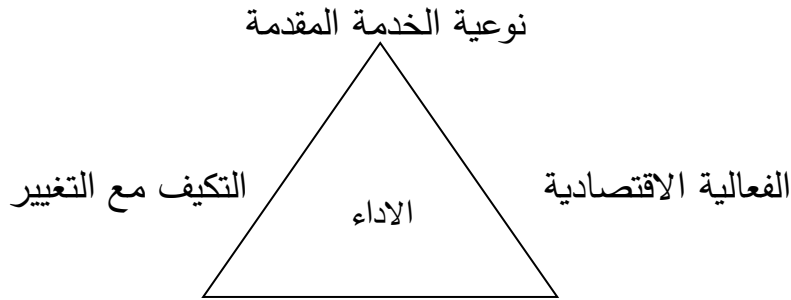 نوعية الخدمة المقدمة
الفعالية الاقتصادية
التكيف مع التغيير
الاداء